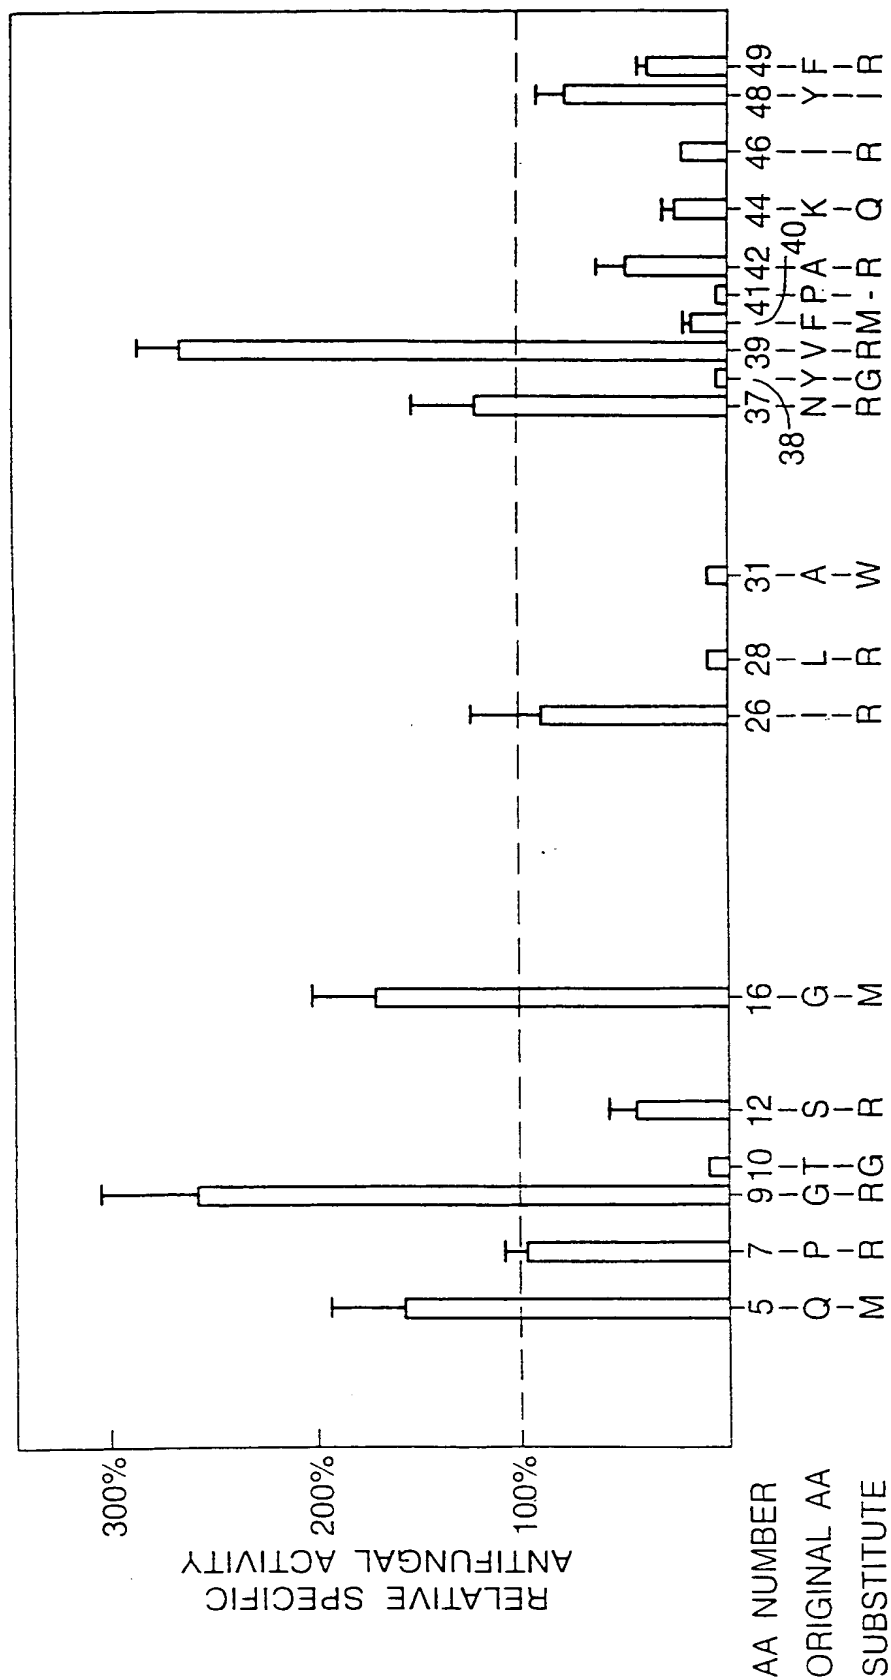 RELATIVE SPECIFIC
ANTIFUNGAL ACTIVITY
300%
200%
100%
AA NUMBER 5 7 9 10 12 16 26 28 31 37 39 41 42 44 46 48 49
38 40
ORIGINAL AA Q P G T S G I L A N Y V F P A K I Y F
SUBSTITUTE M R R G R M R R W R G R M - R Q R I R